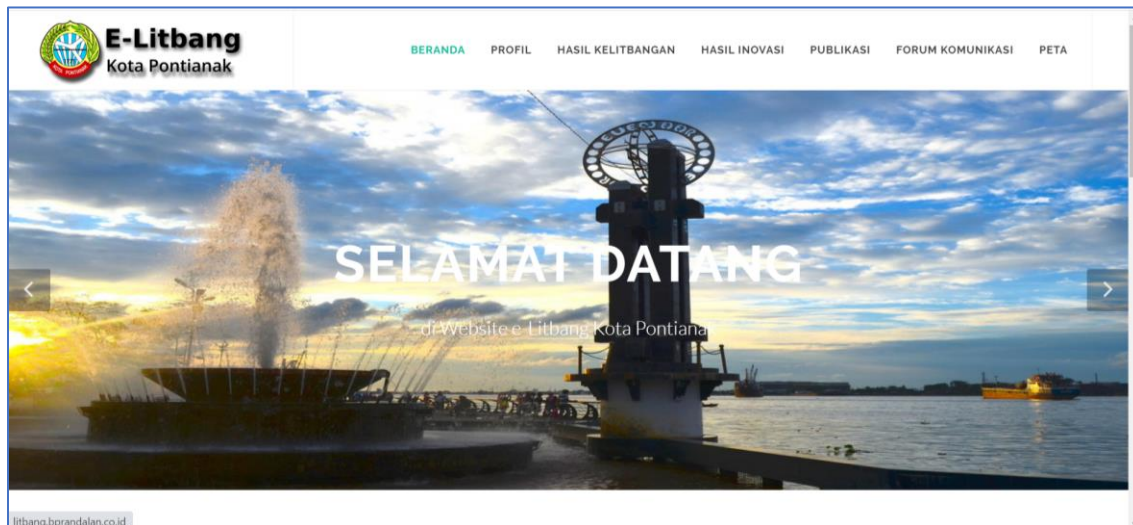 E-Litbang
Kota Pontianak
BERANDA PROFIL HASIL KELITBANGAN HASIL INOVASI PUBLIKASI FORUM KOMUNIKASI PETA
SELAMAT DATANG
di Website e-Litbang Kota Pontianak
litbang.bprandalan.co.id